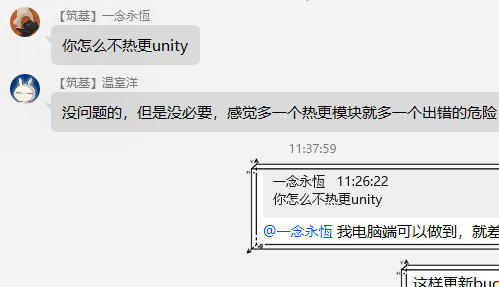 【筑基】一念永恆
你怎么不热更unity
【筑基】温室洋
没问题的，但是没必要，感觉多一个热更模块就多一个出错的危险
11:37:59
一念永恆 11:26:22
你怎么不热更unity
@一念永恆 我电脑端可以做到，就差
这样更新bug